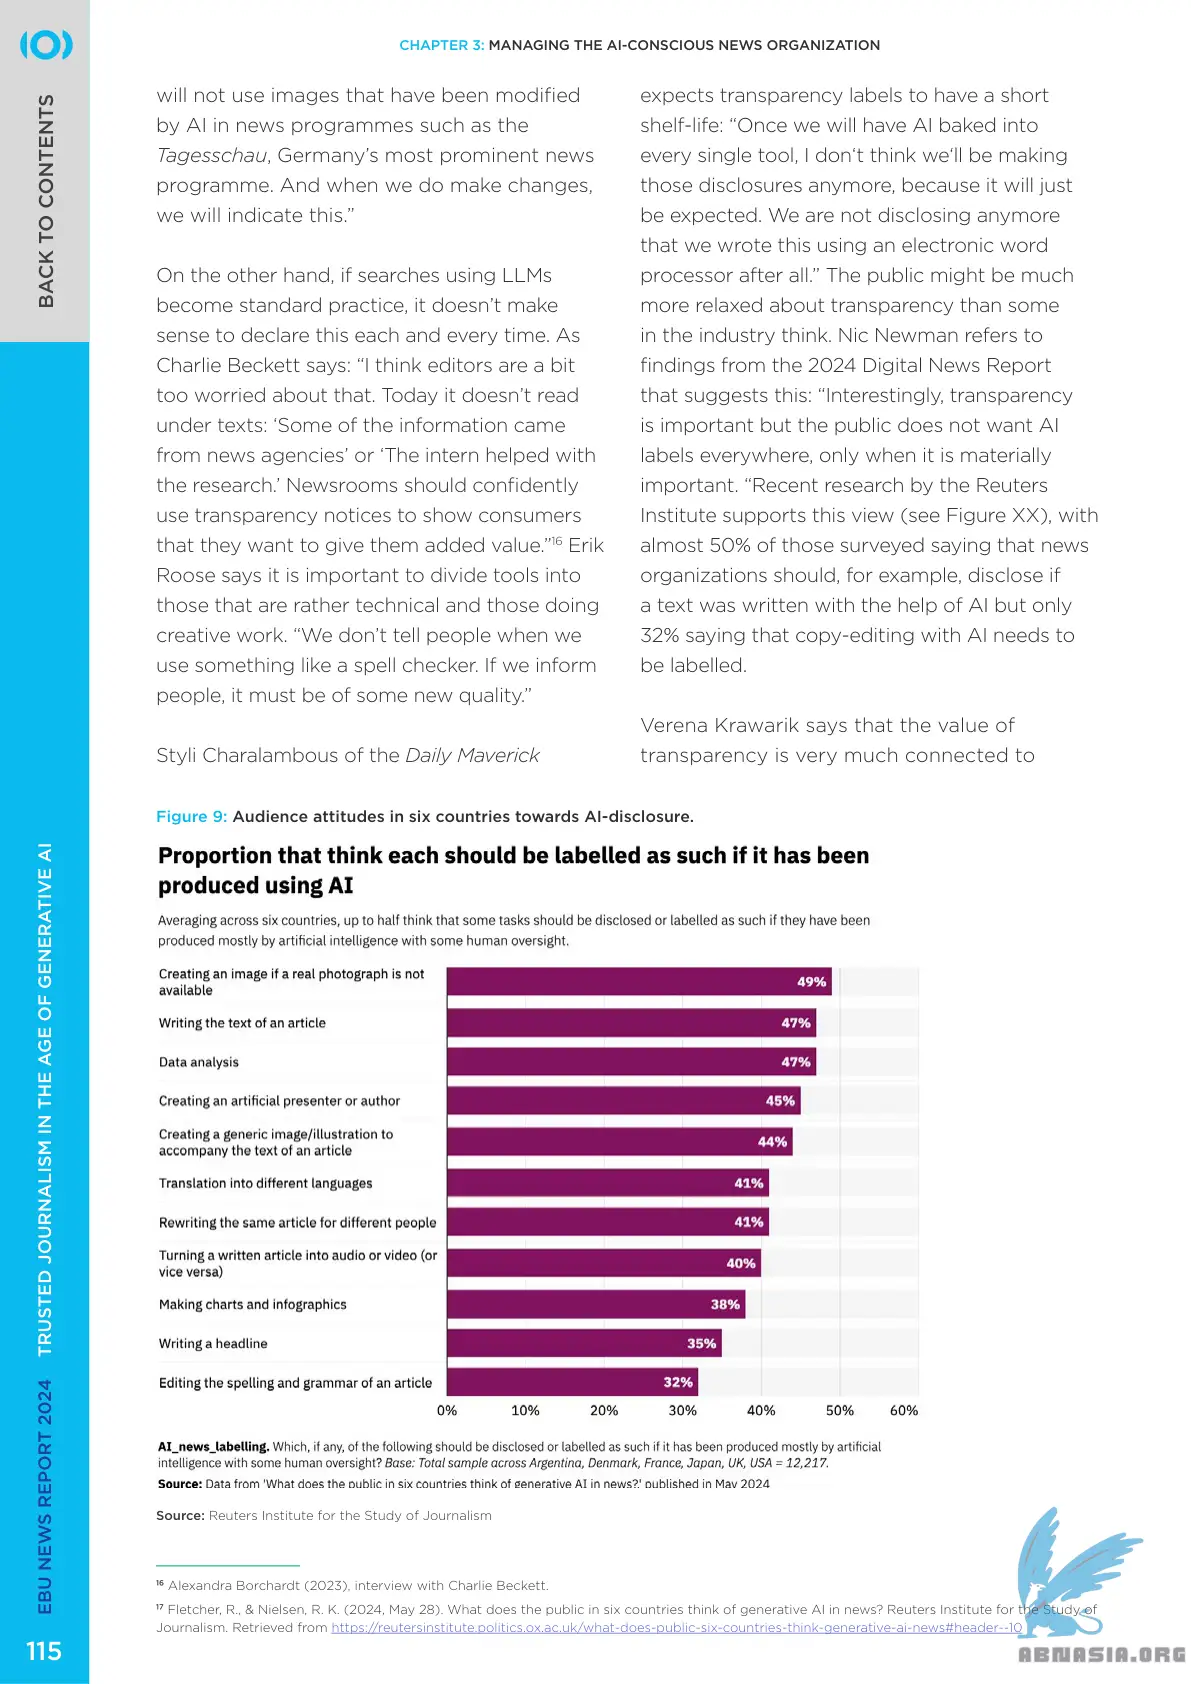 CHAPTER 3: MANAGING THE AI-CONSCIOUS NEWS ORGANIZATION
BACK TO CONTENTS
will not use images that have been modified
by AI in news programmes such as the
Tagesschau, Germany’s most prominent news
programme. And when we do make changes,
we will indicate this.”
On the other hand, if searches using LLMs
become standard practice, it doesn’t make
sense to declare this each and every time. As
Charlie Beckett says: “I think editors are a bit
too worried about that. Today it doesn’t read
under texts: ‘Some of the information came
from news agencies’ or ‘The intern helped with
the research.’ Newsrooms should confidently
use transparency notices to show consumers
that they want to give them added value.”16 Erik
Roose says it is important to divide tools into
those that are rather technical and those doing
creative work. “We don’t tell people when we
use something like a spell checker. If we inform
people, it must be of some new quality.”
Styli Charalambous of the Daily Maverick
expects transparency labels to have a short
shelf-life: “Once we will have AI baked into
every single tool, I don‘t think we‘ll be making
those disclosures anymore, because it will just
be expected. We are not disclosing anymore
that we wrote this using an electronic word
processor after all.” The public might be much
more relaxed about transparency than some
in the industry think. Nic Newman refers to
findings from the 2024 Digital News Report
that suggests this: “Interestingly, transparency
is important but the public does not want AI
labels everywhere, only when it is materially
important. “Recent research by the Reuters
Institute supports this view (see Figure XX), with
almost 50% of those surveyed saying that news
organizations should, for example, disclose if
a text was written with the help of AI but only
32% saying that copy-editing with AI needs to
be labelled.
Verena Krawarik says that the value of
transparency is very much connected to
Figure 9: Audience attitudes in six countries towards AI-disclosure.
Proportion that think each should be labelled as such if it has been
produced using AI
Averaging across six countries, up to half think that some tasks should be disclosed or labelled as such if they have been
produced mostly by artificial intelligence with some human oversight.
Creating an image if a real photograph is not
available
49%
Writing the text of an article
47%
Data analysis
47%
Creating an artificial presenter or author
45%
Creating a generic image/illustration to
accompany the text of an article
44%
Translation into different languages
41%
Rewriting the same article for different people
41%
Turning a written article into audio or video (or
vice versa)
40%
Making charts and infographics
38%
Writing a headline
35%
Editing the spelling and grammar of an article
32%
0% 10% 20% 30% 40% 50% 60%
AI_news_labelling. Which, if any, of the following should be disclosed or labelled as such if it has been produced mostly by artificial
intelligence with some human oversight? Base: Total sample across Argentina, Denmark, France, Japan, UK, USA = 12,217.
Source: Data from 'What does the public in six countries think of generative AI in news?' published in May 2024
Source: Reuters Institute for the Study of Journalism
16 Alexandra Borchardt (2023), interview with Charlie Beckett.
17 Fletcher, R., & Nielsen, R. K. (2024, May 28). What does the public in six countries think of generative AI in news? Reuters Institute for the Study of
Journalism. Retrieved from https://reutersinstitute.politics.ox.ac.uk/what-does-public-six-countries-think-generative-ai-news#header--10
EBU NEWS REPORT 2024 TRUSTED JOURNALISM IN THE AGE OF GENERATIVE AI
115
ABNASIA.ORG